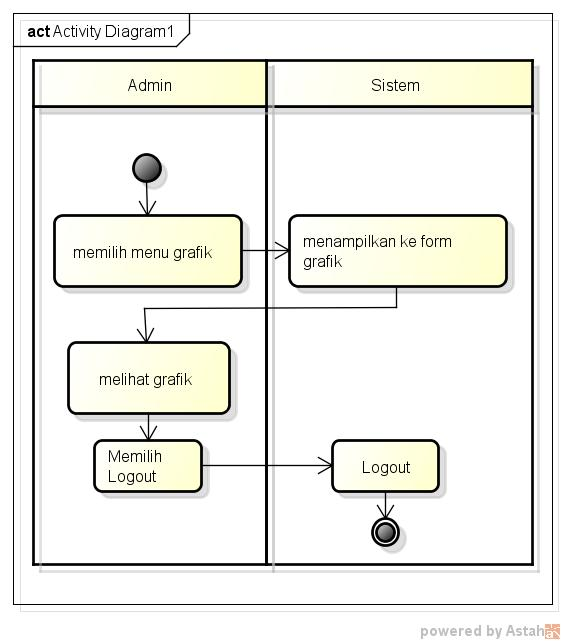 act Activity Diagram1
Admin
Sistem
memilih menu grafik
menampilkan ke form
grafik
melihat grafik
Memilih
Logout
Logout
powered by Astah